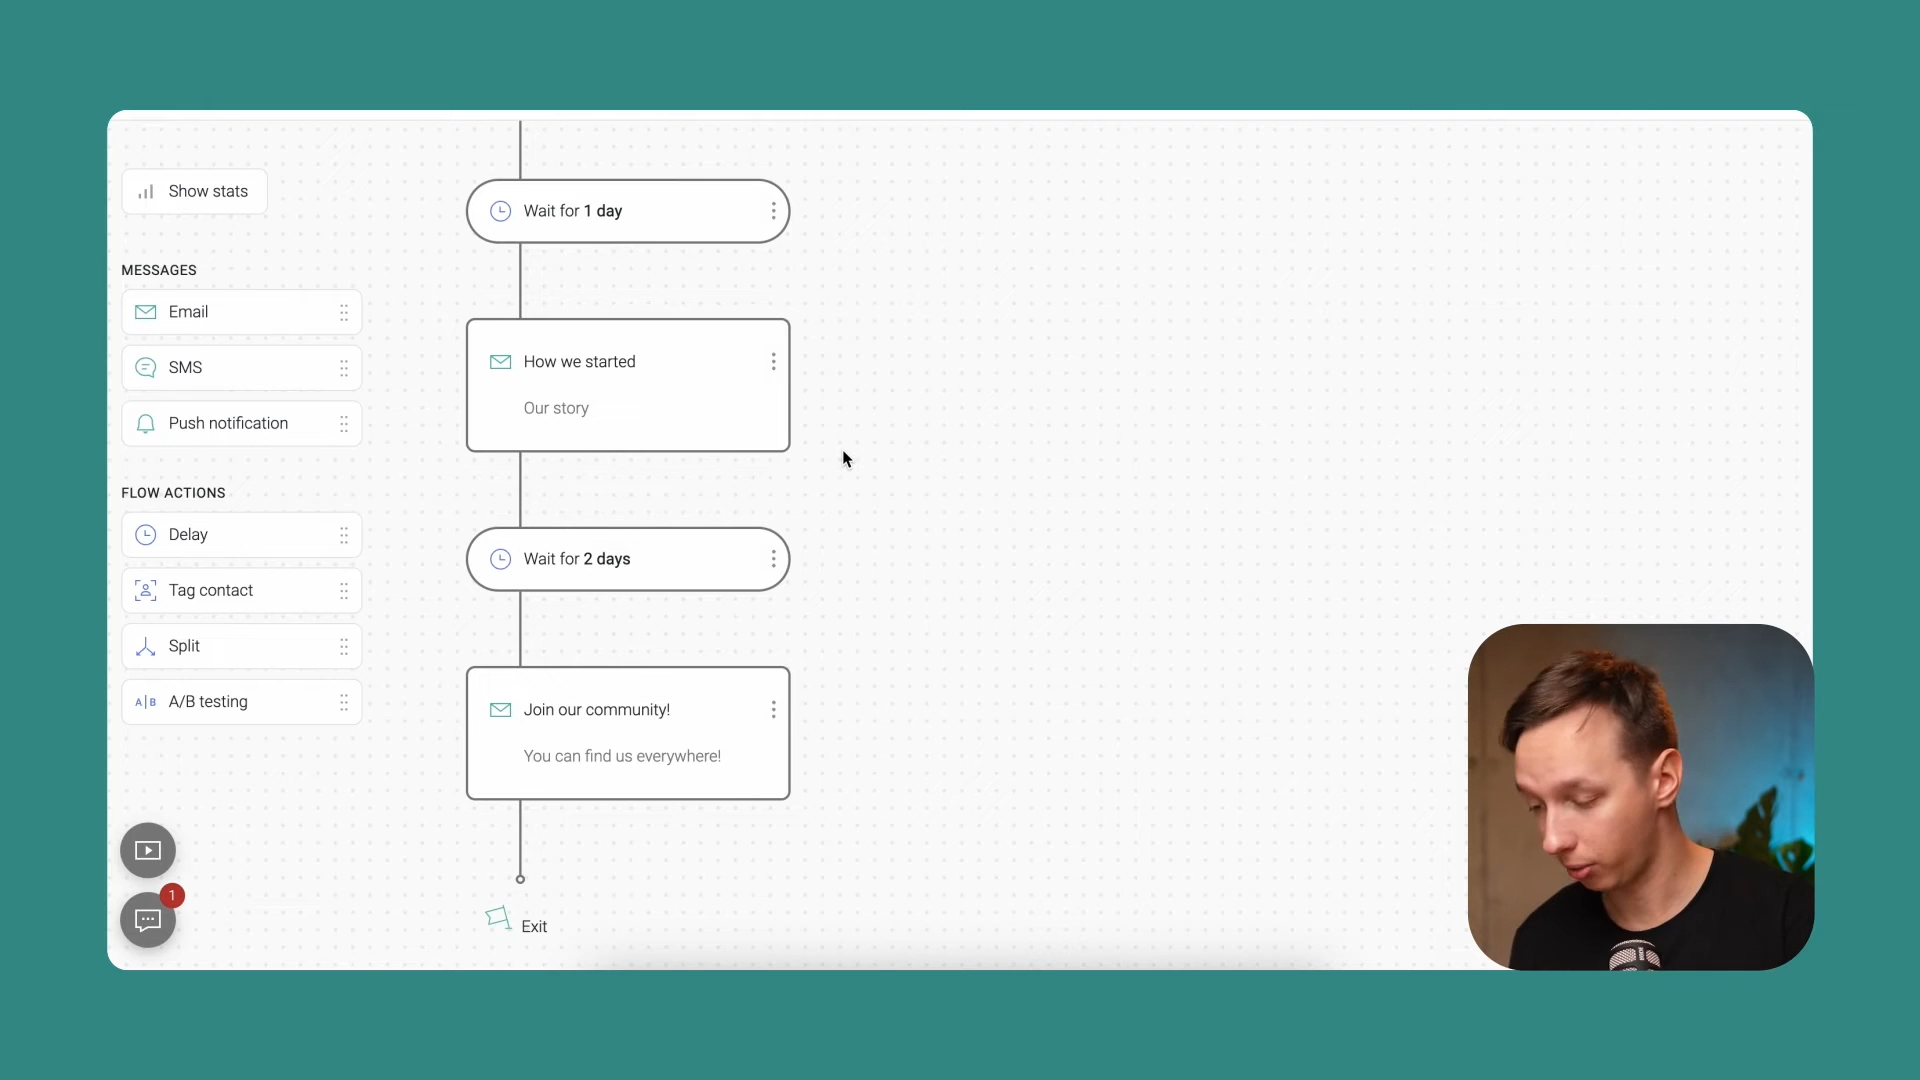 Show stats
MESSAGES
Email
SMS
Push notification
FLOW ACTIONS
Delay
Tag contact
Split
A|B A/B testing
1
Wait for 1 day
How we started
Our story
Wait for 2 days
Join our community!
You can find us everywhere!
Exit